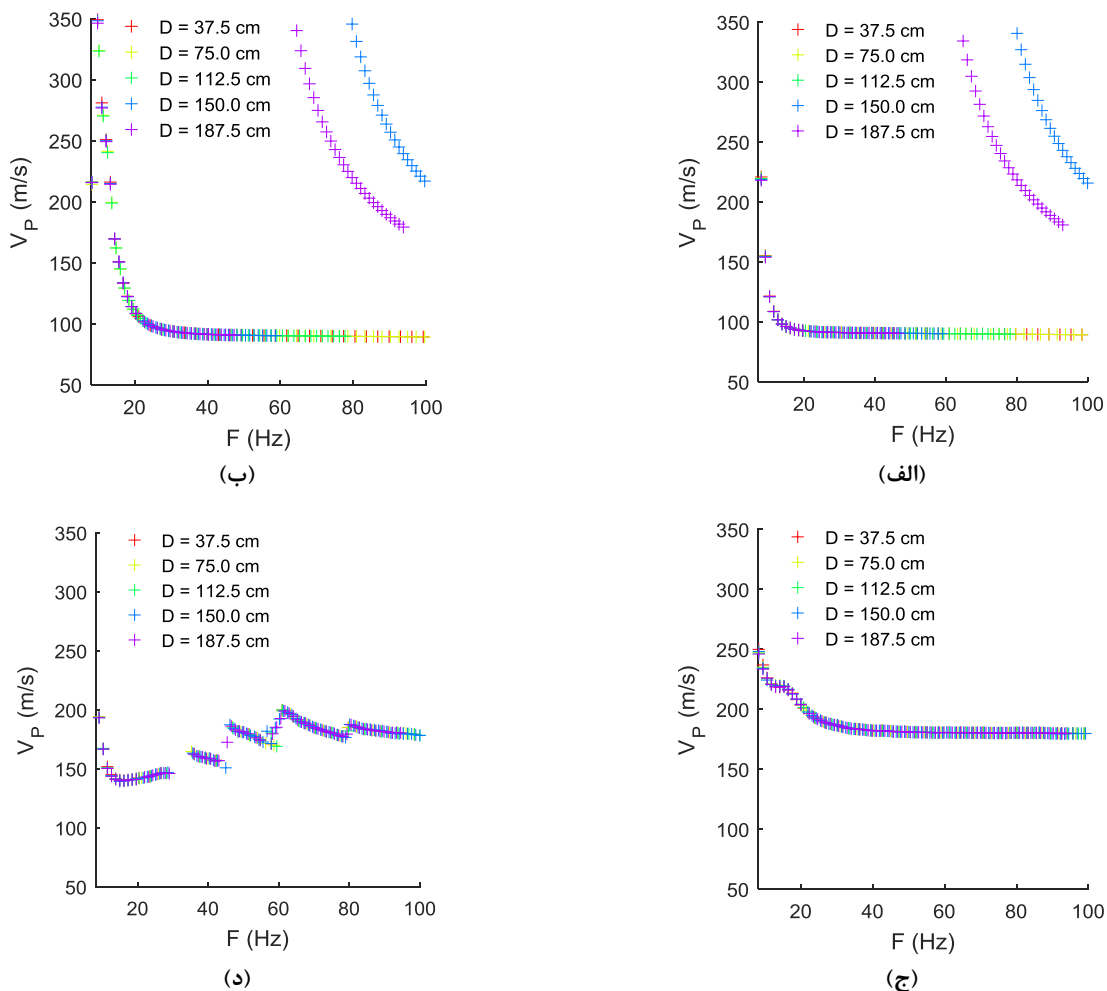 D = 37.5 cm
D = 75.0 cm
D = 112.5 cm
D = 150.0 cm
D = 187.5 cm
350
300
250
200
150
100
50
V_P (m/s)
20 40 60 80 100
F (Hz)
(الف)
D = 37.5 cm
D = 75.0 cm
D = 112.5 cm
D = 150.0 cm
D = 187.5 cm
350
300
250
200
150
100
50
V_P (m/s)
20 40 60 80 100
F (Hz)
(ب)
D = 37.5 cm
D = 75.0 cm
D = 112.5 cm
D = 150.0 cm
D = 187.5 cm
350
300
250
200
150
100
50
V_P (m/s)
20 40 60 80 100
F (Hz)
(ج)
D = 37.5 cm
D = 75.0 cm
D = 112.5 cm
D = 150.0 cm
D = 187.5 cm
350
300
250
200
150
100
50
V_P (m/s)
20 40 60 80 100
F (Hz)
(د)